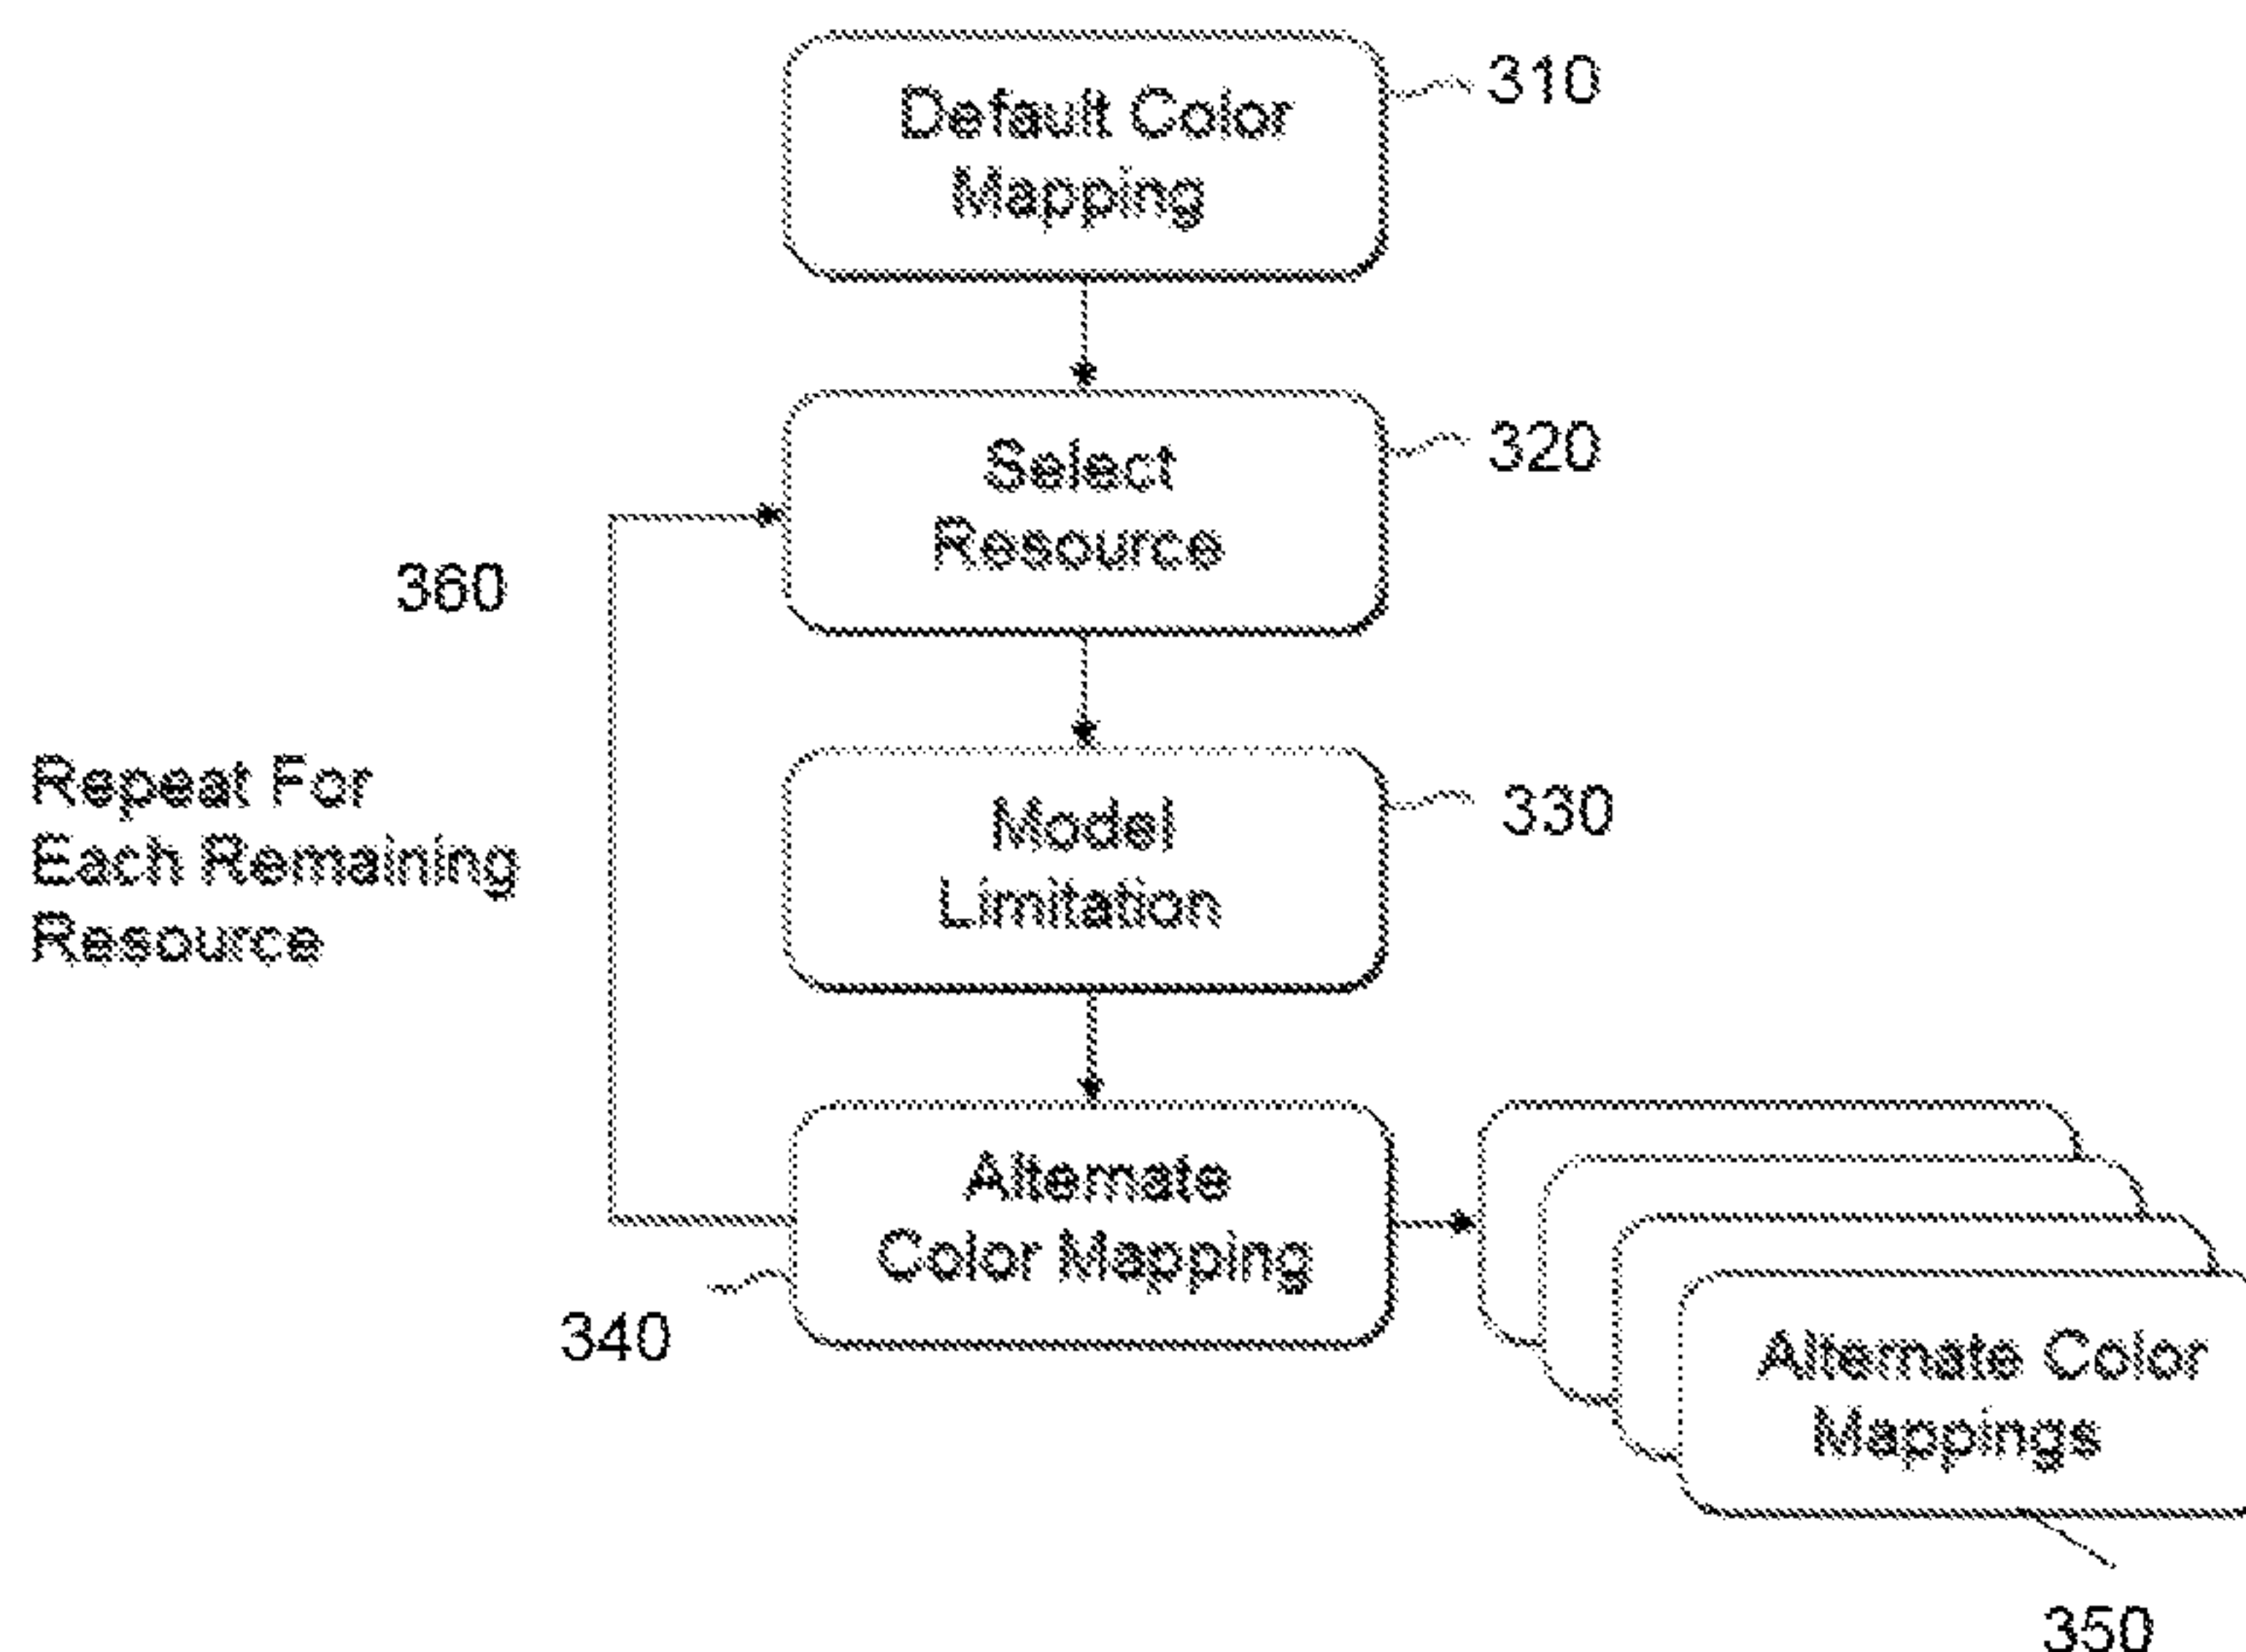 Default Color
Mapping
310
Select
Resource
320
360
Model
Limitation
330
Repeat For
Each Remaining
Resource
Alternate
Color Mapping
340
Alternate Color
Mappings
350